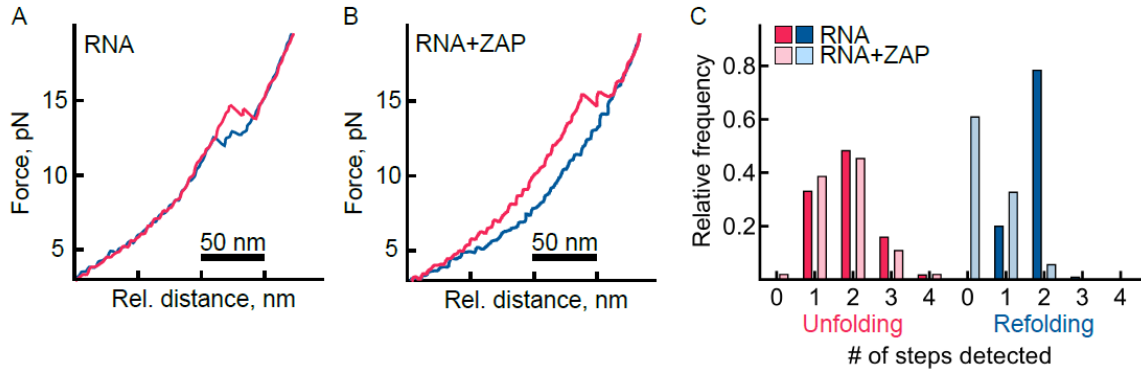 A
RNA
Force, pN
15
10
5
50 nm
Rel. distance, nm
B
RNA+ZAP
Force, pN
15
10
5
50 nm
Rel. distance, nm
C
RNA
RNA+ZAP
Relative frequency
0.8
0.6
0.4
0.2
0 1 2 3 4 0 1 2 3 4
Unfolding Refolding
# of steps detected